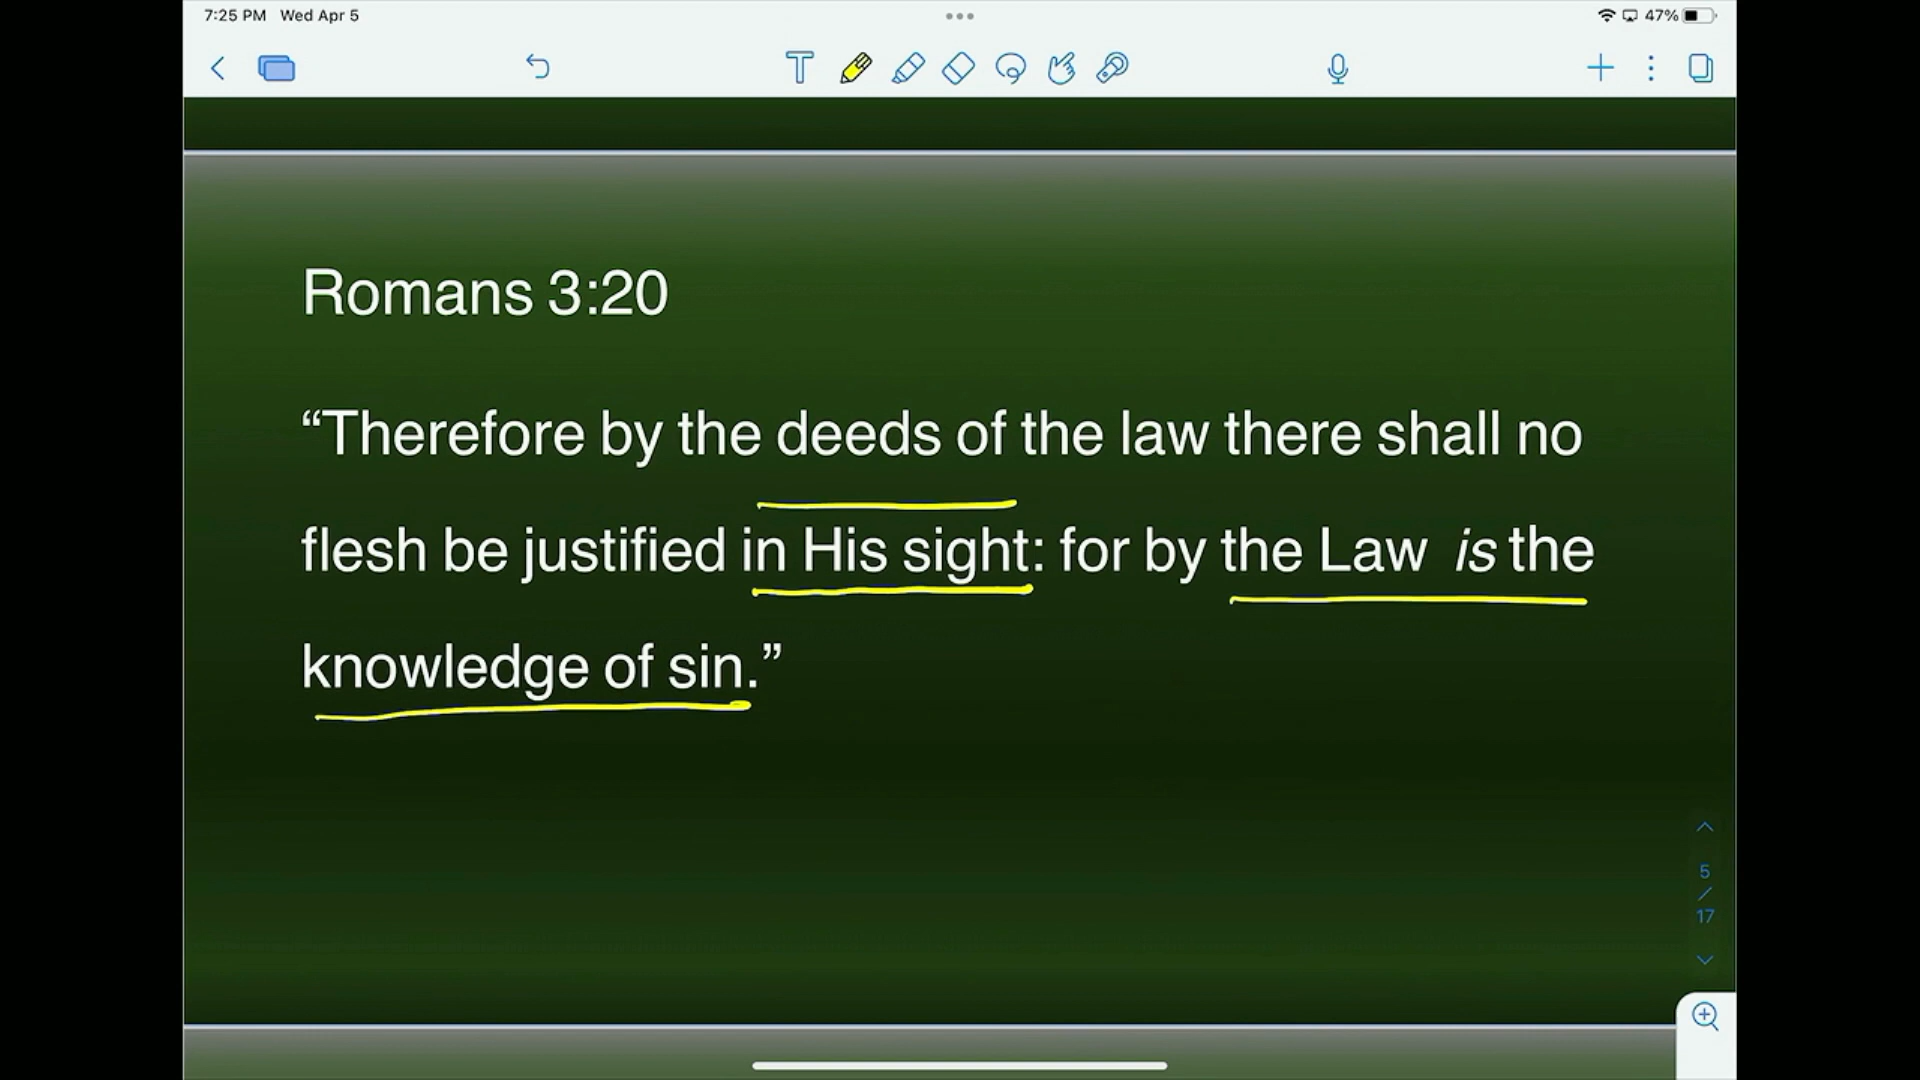 7:25 PM Wed Apr 5
47%
Romans 3:20
“Therefore by the deeds of the law there shall no
flesh be justified in His sight: for by the Law is the
knowledge of sin.”
5
/
17